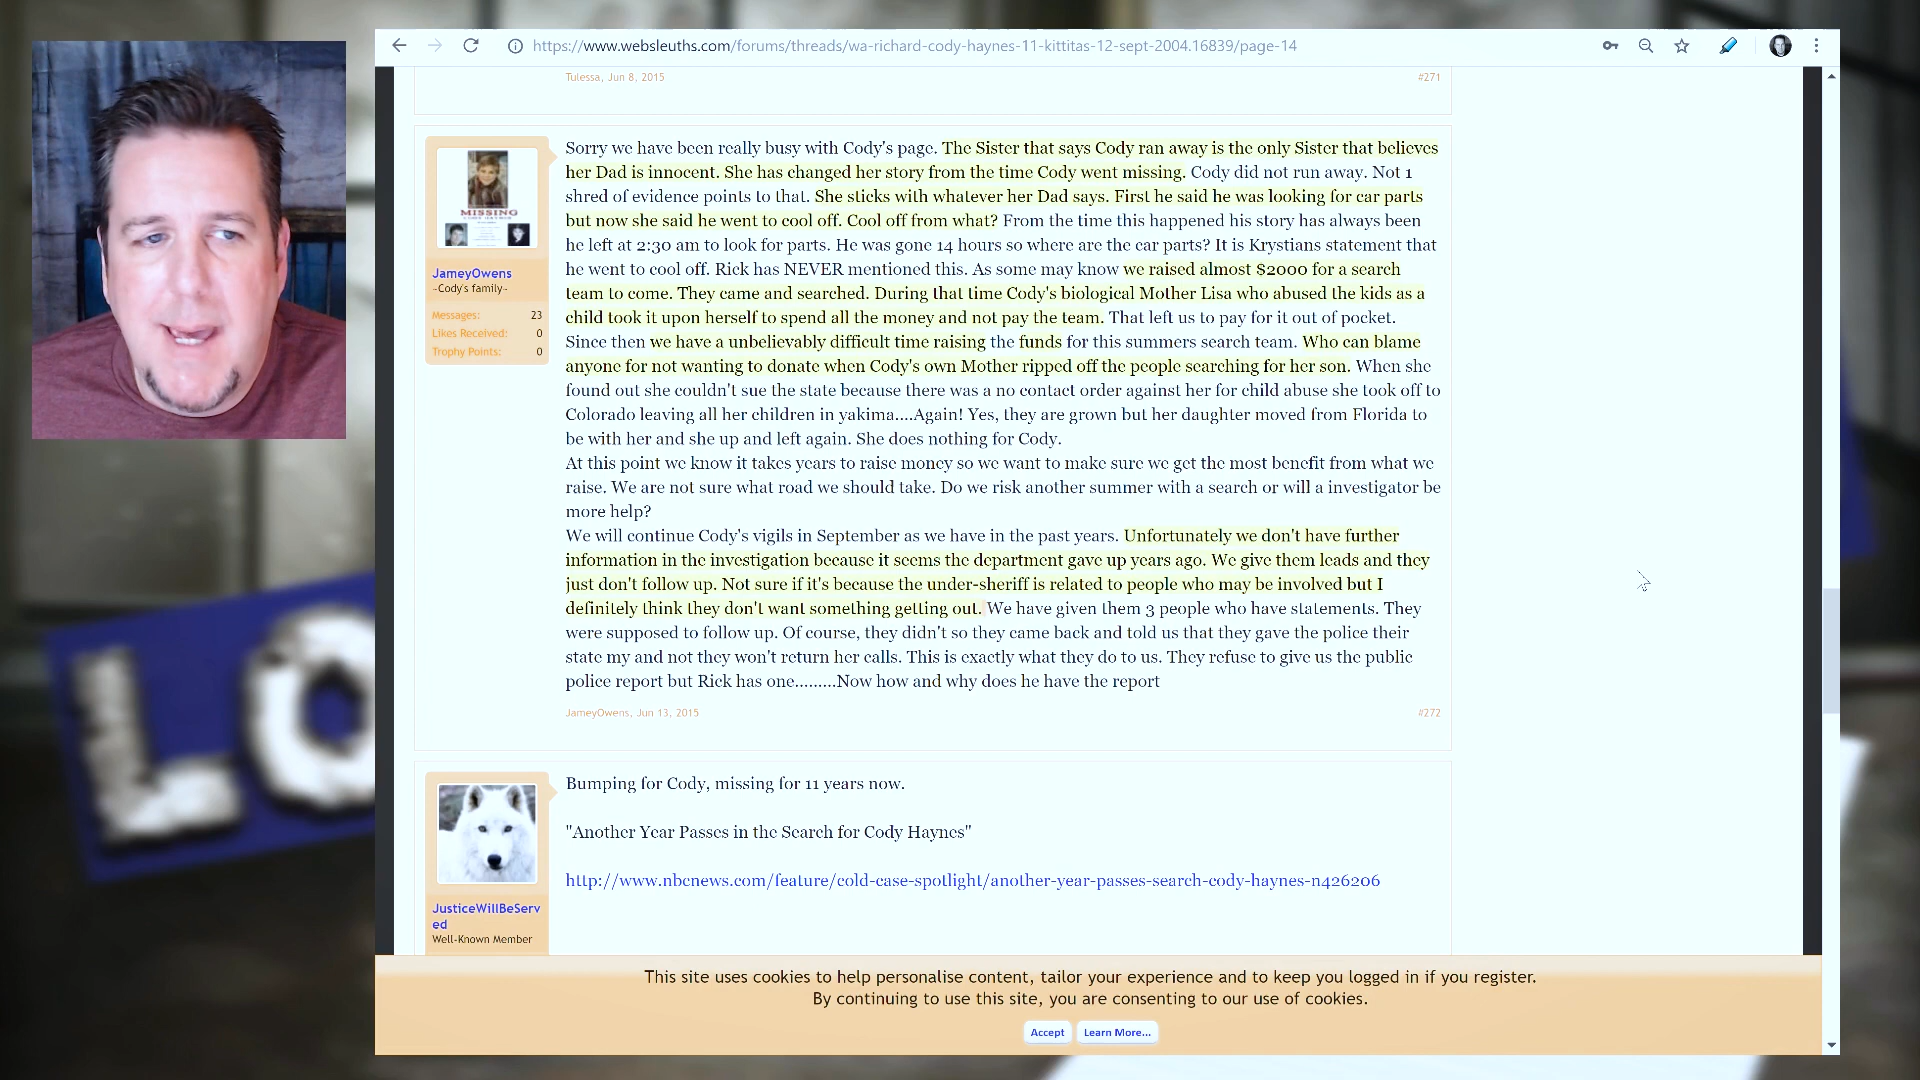 https://www.websleuths.com/forums/threads/wa-richard-cody-haynes-11-kittitas-12-sept-2004.16839/page-14
Tulessa, Jun 8, 2015
#271
MISSING
JameyOwens
~Cody's family~
Messages: 23
Likes Received: 0
Trophy Points: 0
Sorry we have been really busy with Cody's page. The Sister that says Cody ran away is the only Sister that believes
her Dad is innocent. She has changed her story from the time Cody went missing. Cody did not run away. Not 1
shred of evidence points to that. She sticks with whatever her Dad says. First he said he was looking for car parts
but now she said he went to cool off. Cool off from what? From the time this happened his story has always been
he left at 2:30 am to look for parts. He was gone 14 hours so where are the car parts? It is Krystians statement that
he went to cool off. Rick has NEVER mentioned this. As some may know we raised almost $2000 for a search
team to come. They came and searched. During that time Cody's biological Mother Lisa who abused the kids as a
child took it upon herself to spend all the money and not pay the team. That left us to pay for it out of pocket.
Since then we have a unbelievably difficult time raising the funds for this summers search team. Who can blame
anyone for not wanting to donate when Cody's own Mother ripped off the people searching for her son. When she
found out she couldn't sue the state because there was a no contact order against her for child abuse she took off to
Colorado leaving all her children in yakima....Again! Yes, they are grown but her daughter moved from Florida to
be with her and she up and left again. She does nothing for Cody.
At this point we know it takes years to raise money so we want to make sure we get the most benefit from what we
raise. We are not sure what road we should take. Do we risk another summer with a search or will a investigator be
more help?
We will continue Cody's vigils in September as we have in the past years. Unfortunately we don't have further
information in the investigation because it seems the department gave up years ago. We give them leads and they
just don't follow up. Not sure if it's because the under-sheriff is related to people who may be involved but I
definitely think they don't want something getting out. We have given them 3 people who have statements. They
were supposed to follow up. Of course, they didn't so they came back and told us that they gave the police their
state my and not they won't return her calls. This is exactly what they do to us. They refuse to give us the public
police report but Rick has one.........Now how and why does he have the report
JameyOwens, Jun 13, 2015
#272
JusticeWillBeServ
ed
Well-Known Member
Bumping for Cody, missing for 11 years now.
"Another Year Passes in the Search for Cody Haynes"
http://www.nbcnews.com/feature/cold-case-spotlight/another-year-passes-search-cody-haynes-n426206
This site uses cookies to help personalise content, tailor your experience and to keep you logged in if you register.
By continuing to use this site, you are consenting to our use of cookies.
Accept
Learn More...
LO